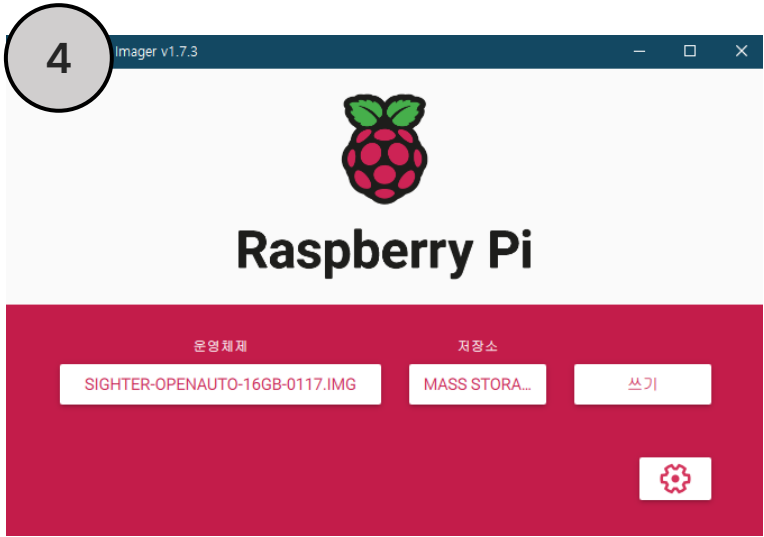 4
Imager v1.7.3
Raspberry Pi
운영체제
저장소
SIGHTER-OPENAUTO-16GB-0117.IMG
MASS STORA...
쓰기